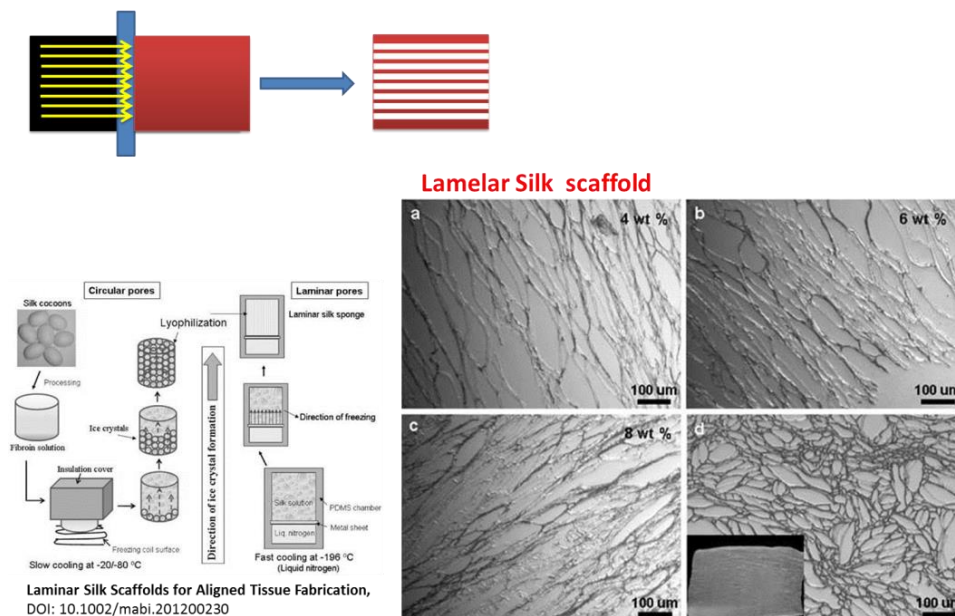 Lamelar Silk scaffold
a
4 wt %
100 um
b
6 wt %
100 um
c
8 wt %
100 um
d
100 um
Circular pores
Laminar pores
Silk cocoons
Lyophilization
Laminar silk sponge
Processing
Fibroin solution
Ice crystals
Direction of freezing
Insulation cover
Direction of ice crystal formation
Silk solution
PDMS chamber
Metal sheet
Liq. nitrogen
Freezing coil surface
Slow cooling at -20/-80 °C
Fast cooling at -196 °C
(Liquid nitrogen)
Laminar Silk Scaffolds for Aligned Tissue Fabrication,
DOI: 10.1002/mabi.201200230